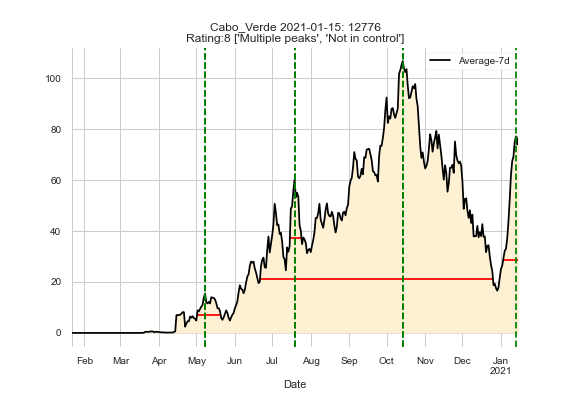 Cabo_Verde 2021-01-15: 12776
Rating:8 ['Multiple peaks', 'Not in control']
Average-7d
100
80
60
40
20
0
Feb Mar Apr May Jun Jul Aug Sep Oct Nov Dec Jan
2021
Date